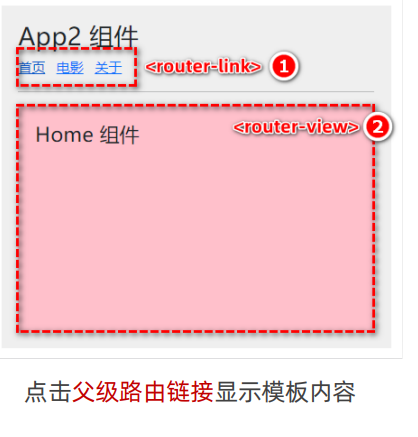 App2 组件
首页 电影 关于 <router-link> 1
<router-view> 2
Home 组件
点击父级路由链接显示模板内容